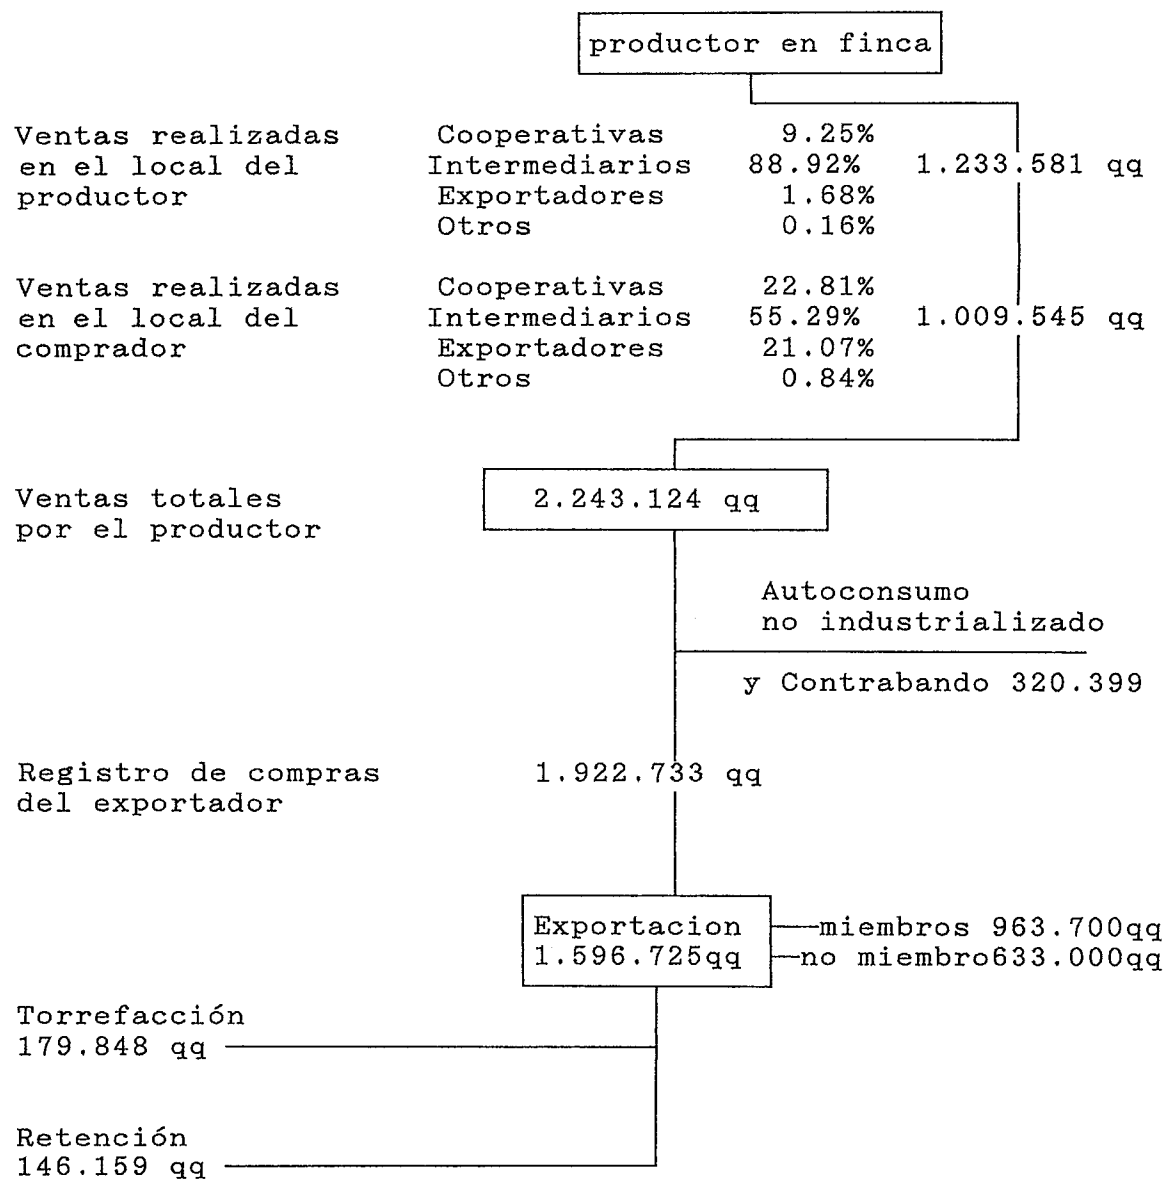 productor en finca
Ventas realizadas Cooperativas 9.25%
en el local del Intermediarios 88.92% 1.233.581 qq
productor Exportadores 1.68%
Otros 0.16%
Ventas realizadas Cooperativas 22.81%
en el local del Intermediarios 55.29% 1.009.545 qq
comprador Exportadores 21.07%
Otros 0.84%
Ventas totales 2.243.124 qq
por el productor
Autoconsumo
no industrializado
y Contrabando 320.399
Registro de compras 1.922.733 qq
del exportador
Exportacion miembros 963.700qq
1.596.725qq no miembro633.000qq
Torrefacción
179.848 qq
Retención
146.159 qq